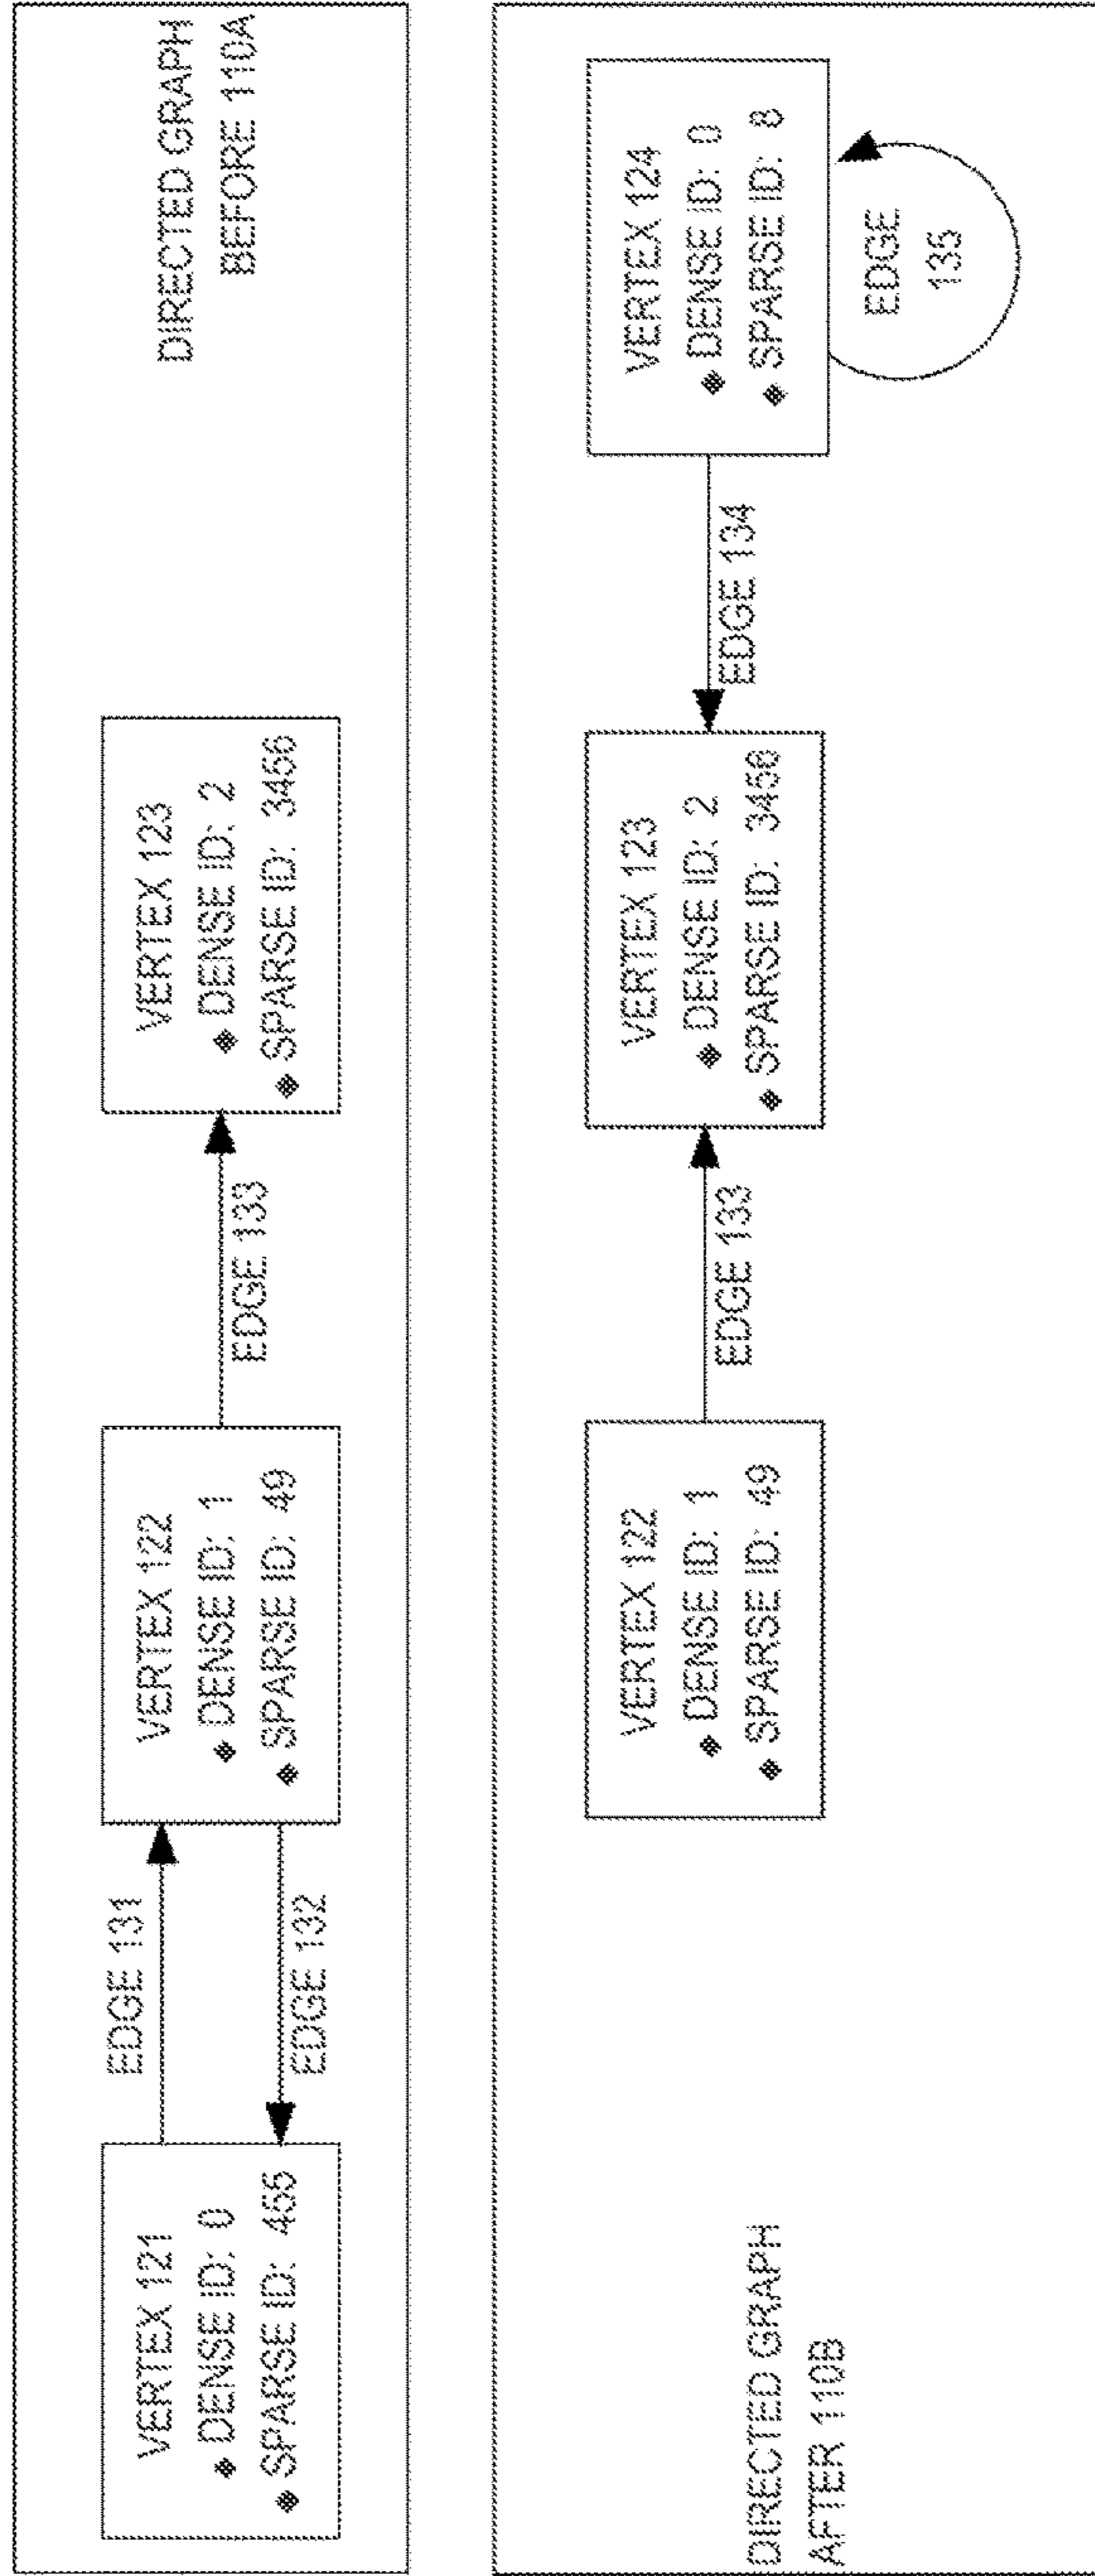 DIRECTED GRAPH
BEFORE 110A
VERTEX 121
◆ DENSE ID: 0
◆ SPARSE ID: 455
EDGE 131
EDGE 132
VERTEX 122
◆ DENSE ID: 1
◆ SPARSE ID: 49
EDGE 133
VERTEX 123
◆ DENSE ID: 2
◆ SPARSE ID: 3456
DIRECTED GRAPH
AFTER 110B
VERTEX 122
◆ DENSE ID: 1
◆ SPARSE ID: 49
EDGE 133
VERTEX 123
◆ DENSE ID: 2
◆ SPARSE ID: 3456
EDGE 134
VERTEX 124
◆ DENSE ID: 0
◆ SPARSE ID: 8
EDGE
135